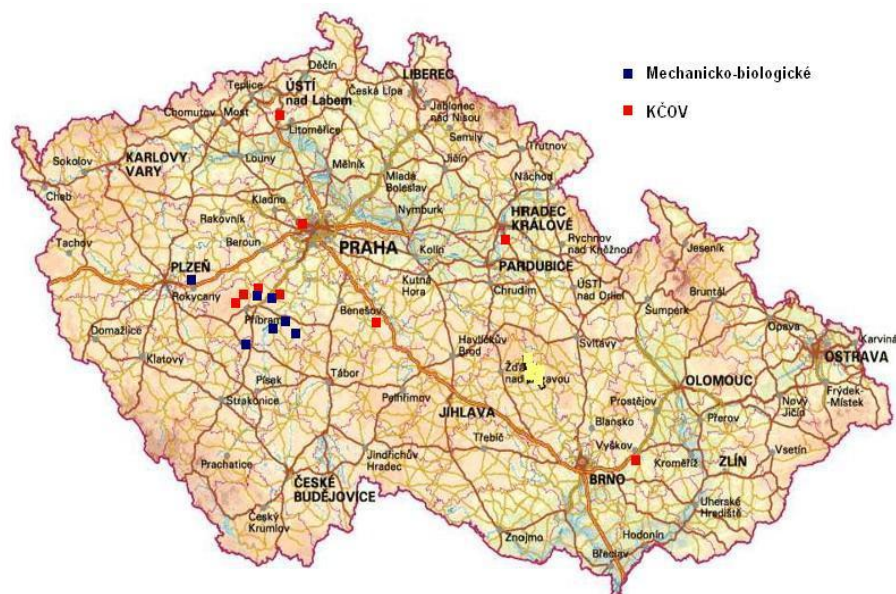 Mechanicko-biologické
KČOV
Děčín
Teplice
ÚSTÍ
nad Labem
LIBEREC
Česká Lípa
Jablonec
nad Nisou
Chomutov
Most
Litoměřice
Semily
Trutnov
Sokolov
KARLOVY
VARY
Louny
Mělník
Jičín
Náchod
Cheb
Mladá
Boleslav
Kladno
Rakovník
Nymburk
HRADEC
KRÁLOVÉ
Rychnov
nad Kněžnou
Jeseník
Tachov
Beroun
PRAHA
Kolín
PARDUBICE
PLZEŇ
Rokycany
Kutná
Hora
Chrudim
ÚSTÍ
nad Orlicí
Bruntál
Šumperk
Benešov
Příbram
Opava
Karviná
OSTRAVA
Domažlice
Klatovy
Havlíčkův
Brod
Svitavy
Žďár
nad Sázavou
Tábor
Písek
Pelhřimov
OLOMOUC
Frýdek-
Místek
Nový
Jičín
Strakonice
JIHLAVA
Prostějov
Přerov
Blansko
Třebíč
Vyškov
Vsetín
Prachatice
Jindřichův
Hradec
Kroměříž
ZLÍN
ČESKÉ
BUDĚJOVICE
BRNO
Uherské
Hradiště
Český
Krumlov
Znojmo
Hodonín
Břeclav